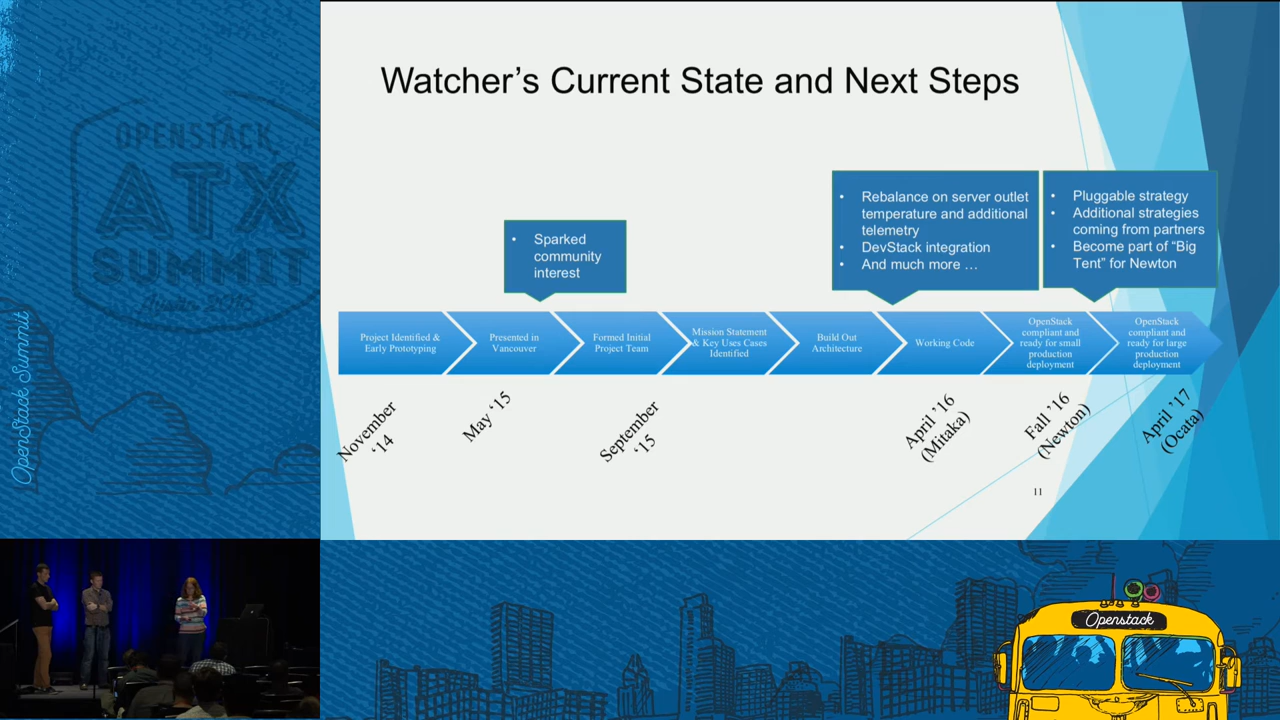 OPENSTACK
ATX
SUMMIT
Austin 2016
OpenStack Summit
Watcher’s Current State and Next Steps
• Sparked
community
interest
• Rebalance on server outlet
temperature and additional
telemetry
• DevStack integration
• And much more …
• Pluggable strategy
• Additional strategies
coming from partners
• Become part of “Big
Tent” for Newton
Project Identified &
Early Prototyping
Presented in
Vancouver
Formed Initial
Project Team
Mission Statement
& Key Uses Cases
Identified
Build Out
Architecture
Working Code
OpenStack
compliant and
ready for small
production
deployment
OpenStack
compliant and
ready for large
production
deployment
November
‘14
May ‘15
September
‘15
April ’16
(Mitaka)
Fall ’16
(Newton)
April ’17
(Ocata)
11
Openstack